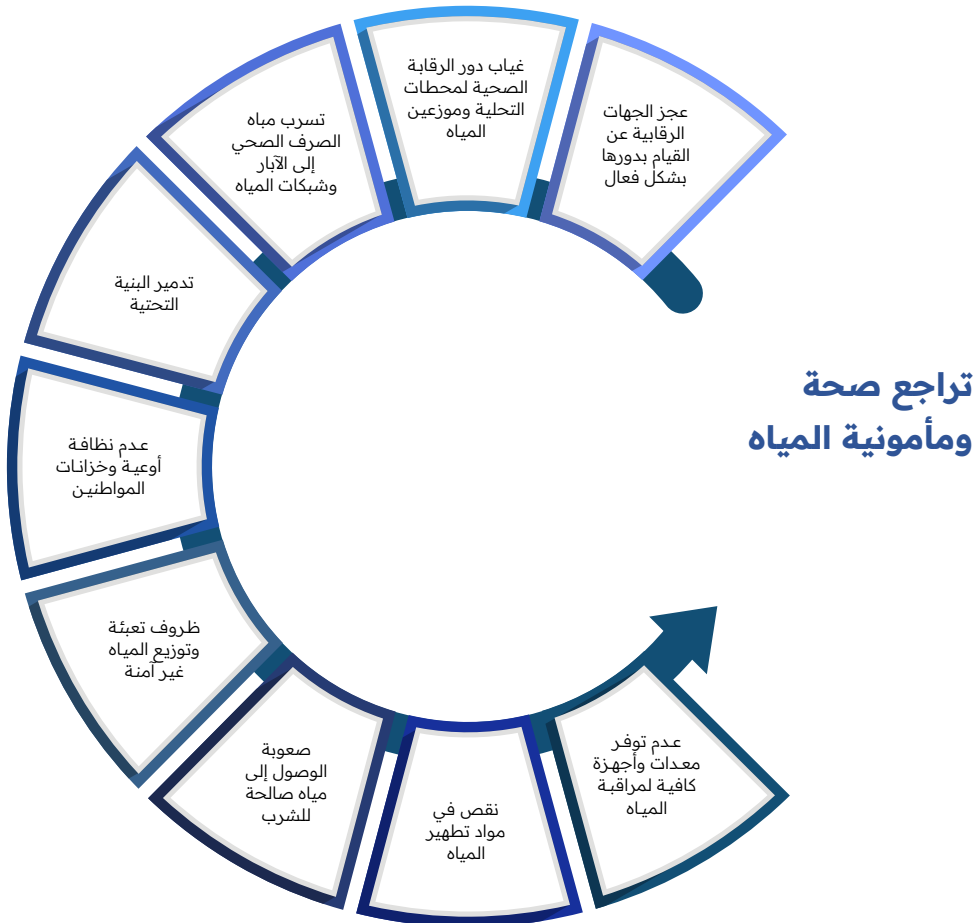 عجز الجهات
الرقابية عن
القيام بدورها
بشكل فعال
غياب دور الرقابة
الصحية لمحطات
التحلية وموزعين
المياه
تسرب مباه
الصرف الصحي
إلى الآبار
وشبكات المياه
تدمير البنية
التحتية
عدم نظافة
أوعية وخزانات
المواطنين
ظروف تعبئة
وتوزيع المياه
غير آمنة
صعوبة
الوصول إلى
مياه صالحة
للشرب
نقص في
مواد تطهير
المياه
عدم توفر
معدات وأجهزة
كافية لمراقبة
المياه
تراجع صحة
ومأمونية المياه